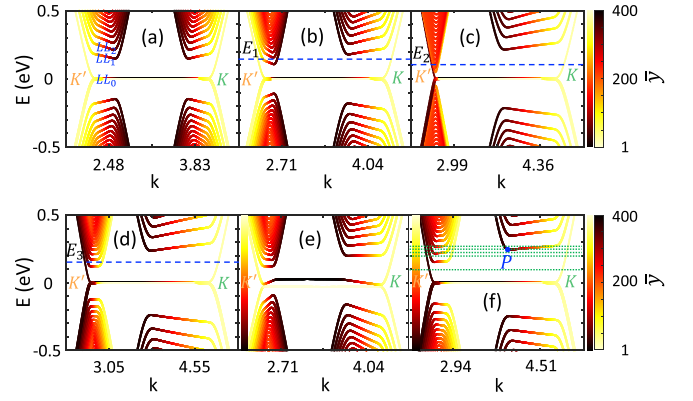 0.5 (a) (b) (c) 400
LL2
LL1 E1 E2
E (eV) 0 K′ LL0 K K′ 200 y̅
-0.5 1
2.48 3.83 2.71 4.04 2.99 4.36
k k k
0.5 (d) (e) (f) 400
E3 P
E (eV) 0 K′ K K′ K K′ K 200 y̅
-0.5 1
3.05 4.55 2.71 4.04 2.94 4.51
k k k